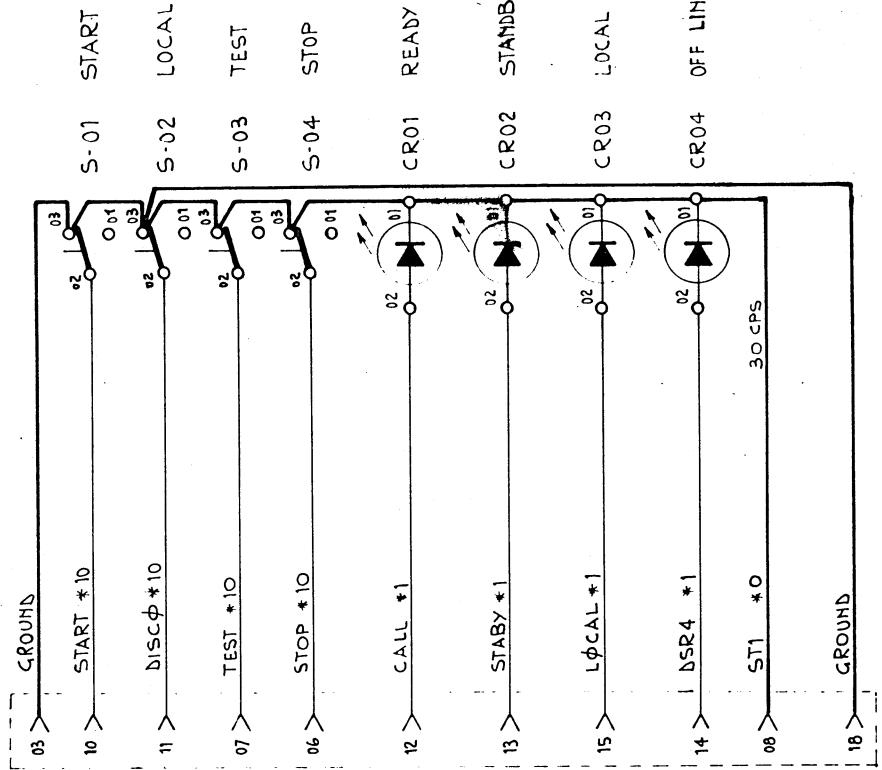 S-01 START
S-02 LOCAL
S-03 TEST
S-04 STOP
CR01 READY
CR02 STANDB
CR03 LOCAL
CR04 OFF LIN
03
01
02
03
01
02
03
01
02
03
01
02
01
02
01
02
01
02
01
02
30 CPS
GROUND
START *10
DISCϕ *10
TEST *10
STOP *10
CALL *1
STABY *1
LϕCAL *1
DSR4 *1
ST1 *0
GROUND
03
10
11
07
06
12
13
15
14
08
18